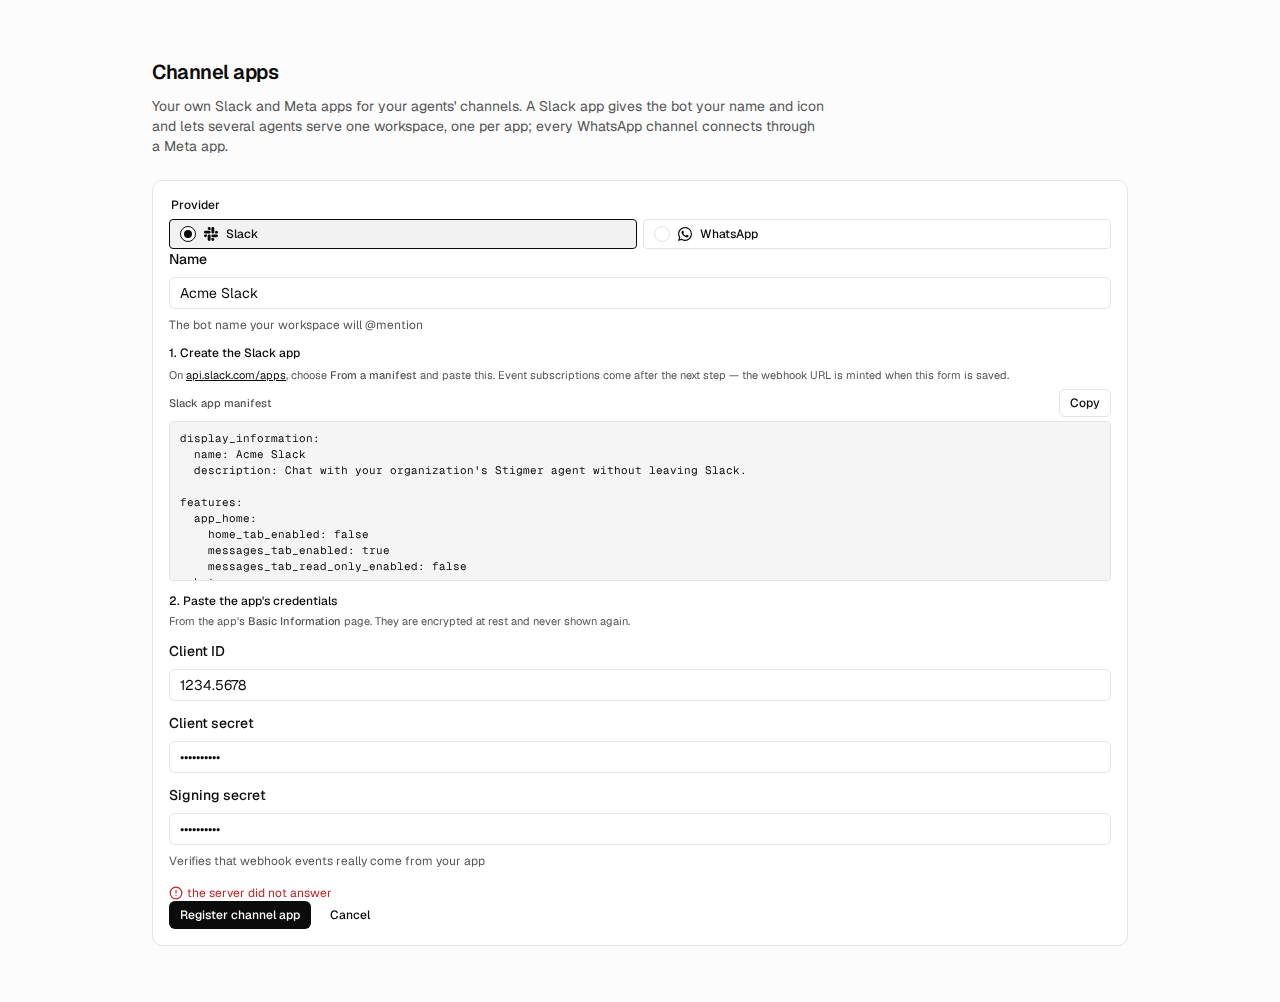 Channel apps
Your own Slack and Meta apps for your agents' channels. A Slack app gives the bot your name and icon
and lets several agents serve one workspace, one per app; every WhatsApp channel connects through
a Meta app.
Provider
Slack
WhatsApp
Name
Acme Slack
The bot name your workspace will @mention
1. Create the Slack app
On api.slack.com/apps, choose From a manifest and paste this. Event subscriptions come after the next step — the webhook URL is minted when this form is saved.
Slack app manifest
Copy
display_information:
  name: Acme Slack
  description: Chat with your organization's Stigmer agent without leaving Slack.
features:
  app_home:
    home_tab_enabled: false
    messages_tab_enabled: true
    messages_tab_read_only_enabled: false
2. Paste the app's credentials
From the app's Basic Information page. They are encrypted at rest and never shown again.
Client ID
1234.5678
Client secret
••••••••••
Signing secret
••••••••••
Verifies that webhook events really come from your app
the server did not answer
Register channel app
Cancel